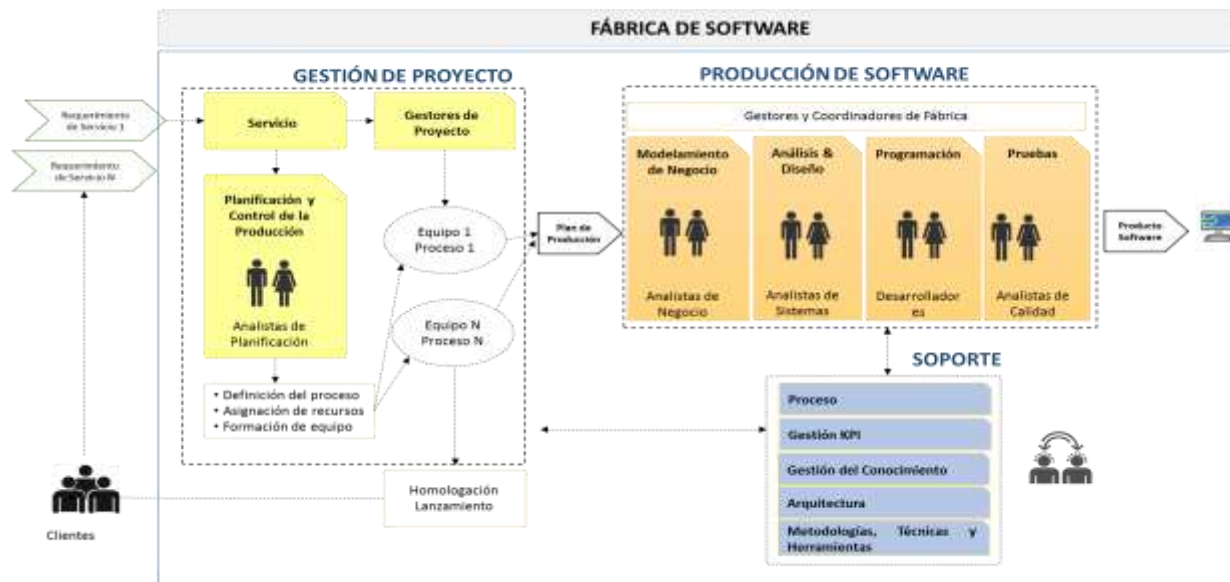 FÁBRICA DE SOFTWARE
GESTIÓN DE PROYECTO
PRODUCCIÓN DE SOFTWARE
Requerimiento
de Servicio 1
Requerimiento
de Servicio N
Servicio
Gestores de
Proyecto
Planificación y
Control de la
Producción
Analistas de
Planificación
• Definición del proceso
• Asignación de recursos
• Formación de equipo
Equipo 1
Proceso 1
Equipo N
Proceso N
Homologación
Lanzamiento
Clientes
Plan de
Producción
Gestores y Coordinadores de Fábrica
Modelamiento
de Negocio
Analistas de
Negocio
Análisis &
Diseño
Analistas de
Sistemas
Programación
Desarrollador
es
Pruebas
Analistas de
Calidad
Producto
Software
SOPORTE
Proceso
Gestión KPI
Gestión del Conocimiento
Arquitectura
Metodologías, Técnicas y
Herramientas